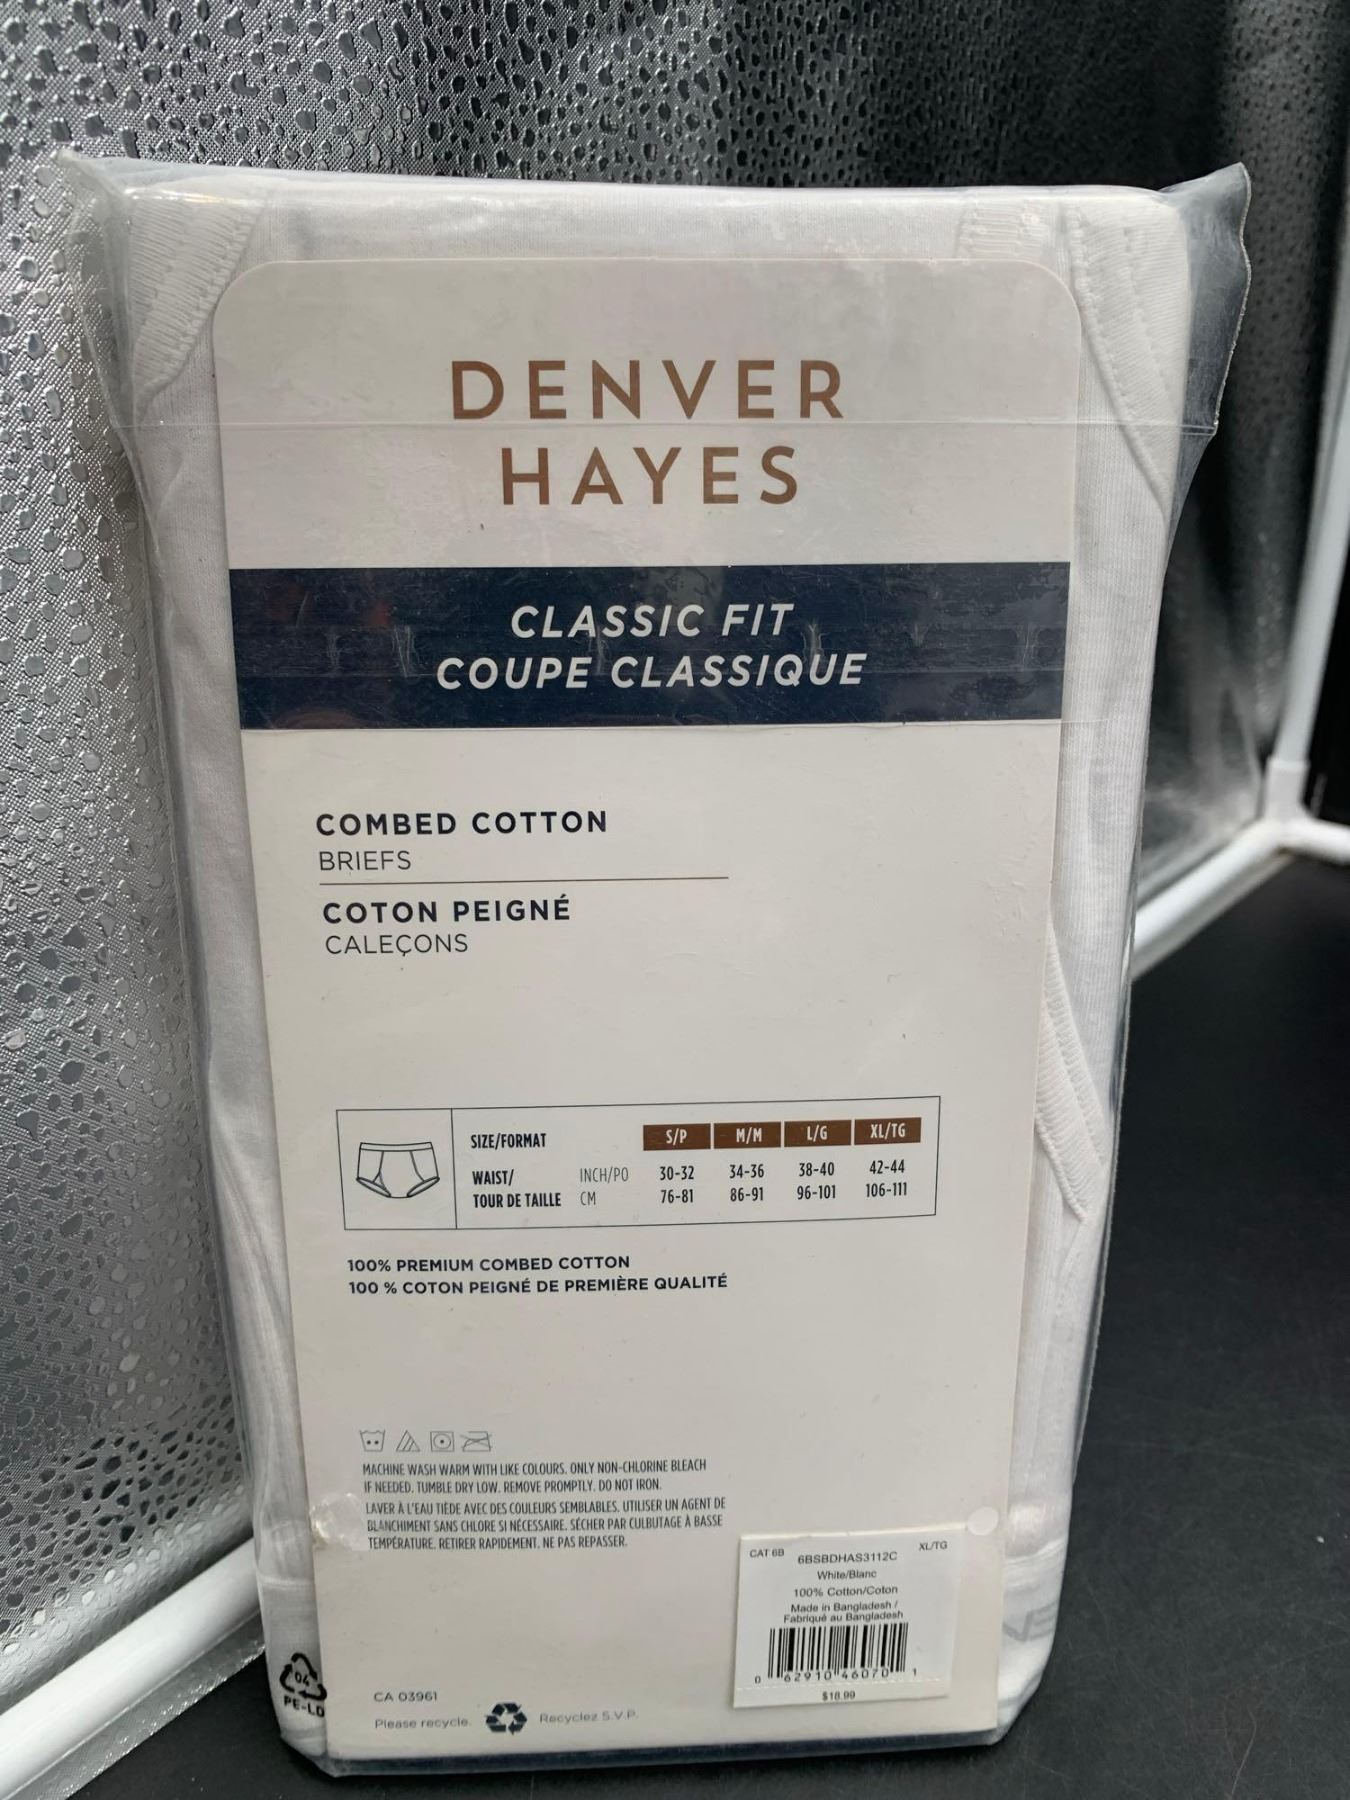 DENVER
HAYES
CLASSIC FIT
COUPE CLASSIQUE
COMBED COTTON
BRIEFS
COTON PEIGNÉ
CALEÇONS
SIZE/FORMAT S/P M/M L/G XL/TG
WAIST/ INCH/PO 30-32 34-36 38-40 42-44
TOUR DE TAILLE CM 76-81 86-91 96-101 106-111
100% PREMIUM COMBED COTTON
100 % COTON PEIGNÉ DE PREMIÈRE QUALITÉ
MACHINE WASH WARM WITH LIKE COLOURS. ONLY NON-CHLORINE BLEACH
IF NEEDED. TUMBLE DRY LOW. REMOVE PROMPTLY. DO NOT IRON.
LAVER À L'EAU TIÈDE AVEC DES COULEURS SEMBLABLES. UTILISER UN AGENT DE
BLANCHIMENT SANS CHLORE SI NÉCESSAIRE. SÉCHER PAR CULBUTAGE À BASSE
TEMPÉRATURE. RETIRER RAPIDEMENT. NE PAS REPASSER.
CAT 6B 6BSBDHAS3112C XL/TG
White/Blanc
100% Cotton/Coton
Made in Bangladesh /
Fabriqué au Bangladesh
0 62910 46070 1
$18.99
04
PE-LD
CA 03961
Please recycle. Recyclez S.V.P.